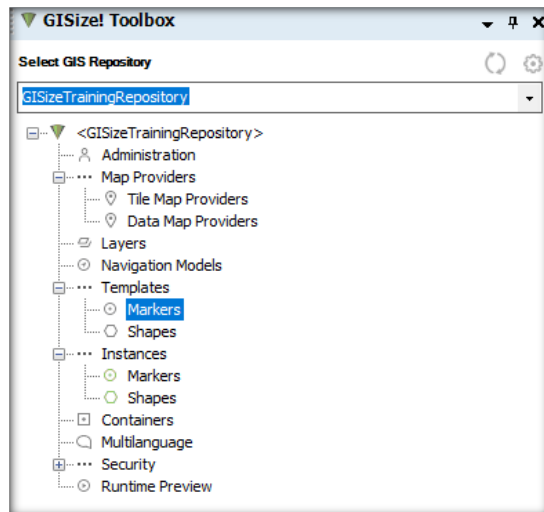 GISize! Toolbox
Select GIS Repository
GISizeTrainingRepository
<GISizeTrainingRepository>
Administration
Map Providers
Tile Map Providers
Data Map Providers
Layers
Navigation Models
Templates
Markers
Shapes
Instances
Markers
Shapes
Containers
Multilanguage
Security
Runtime Preview